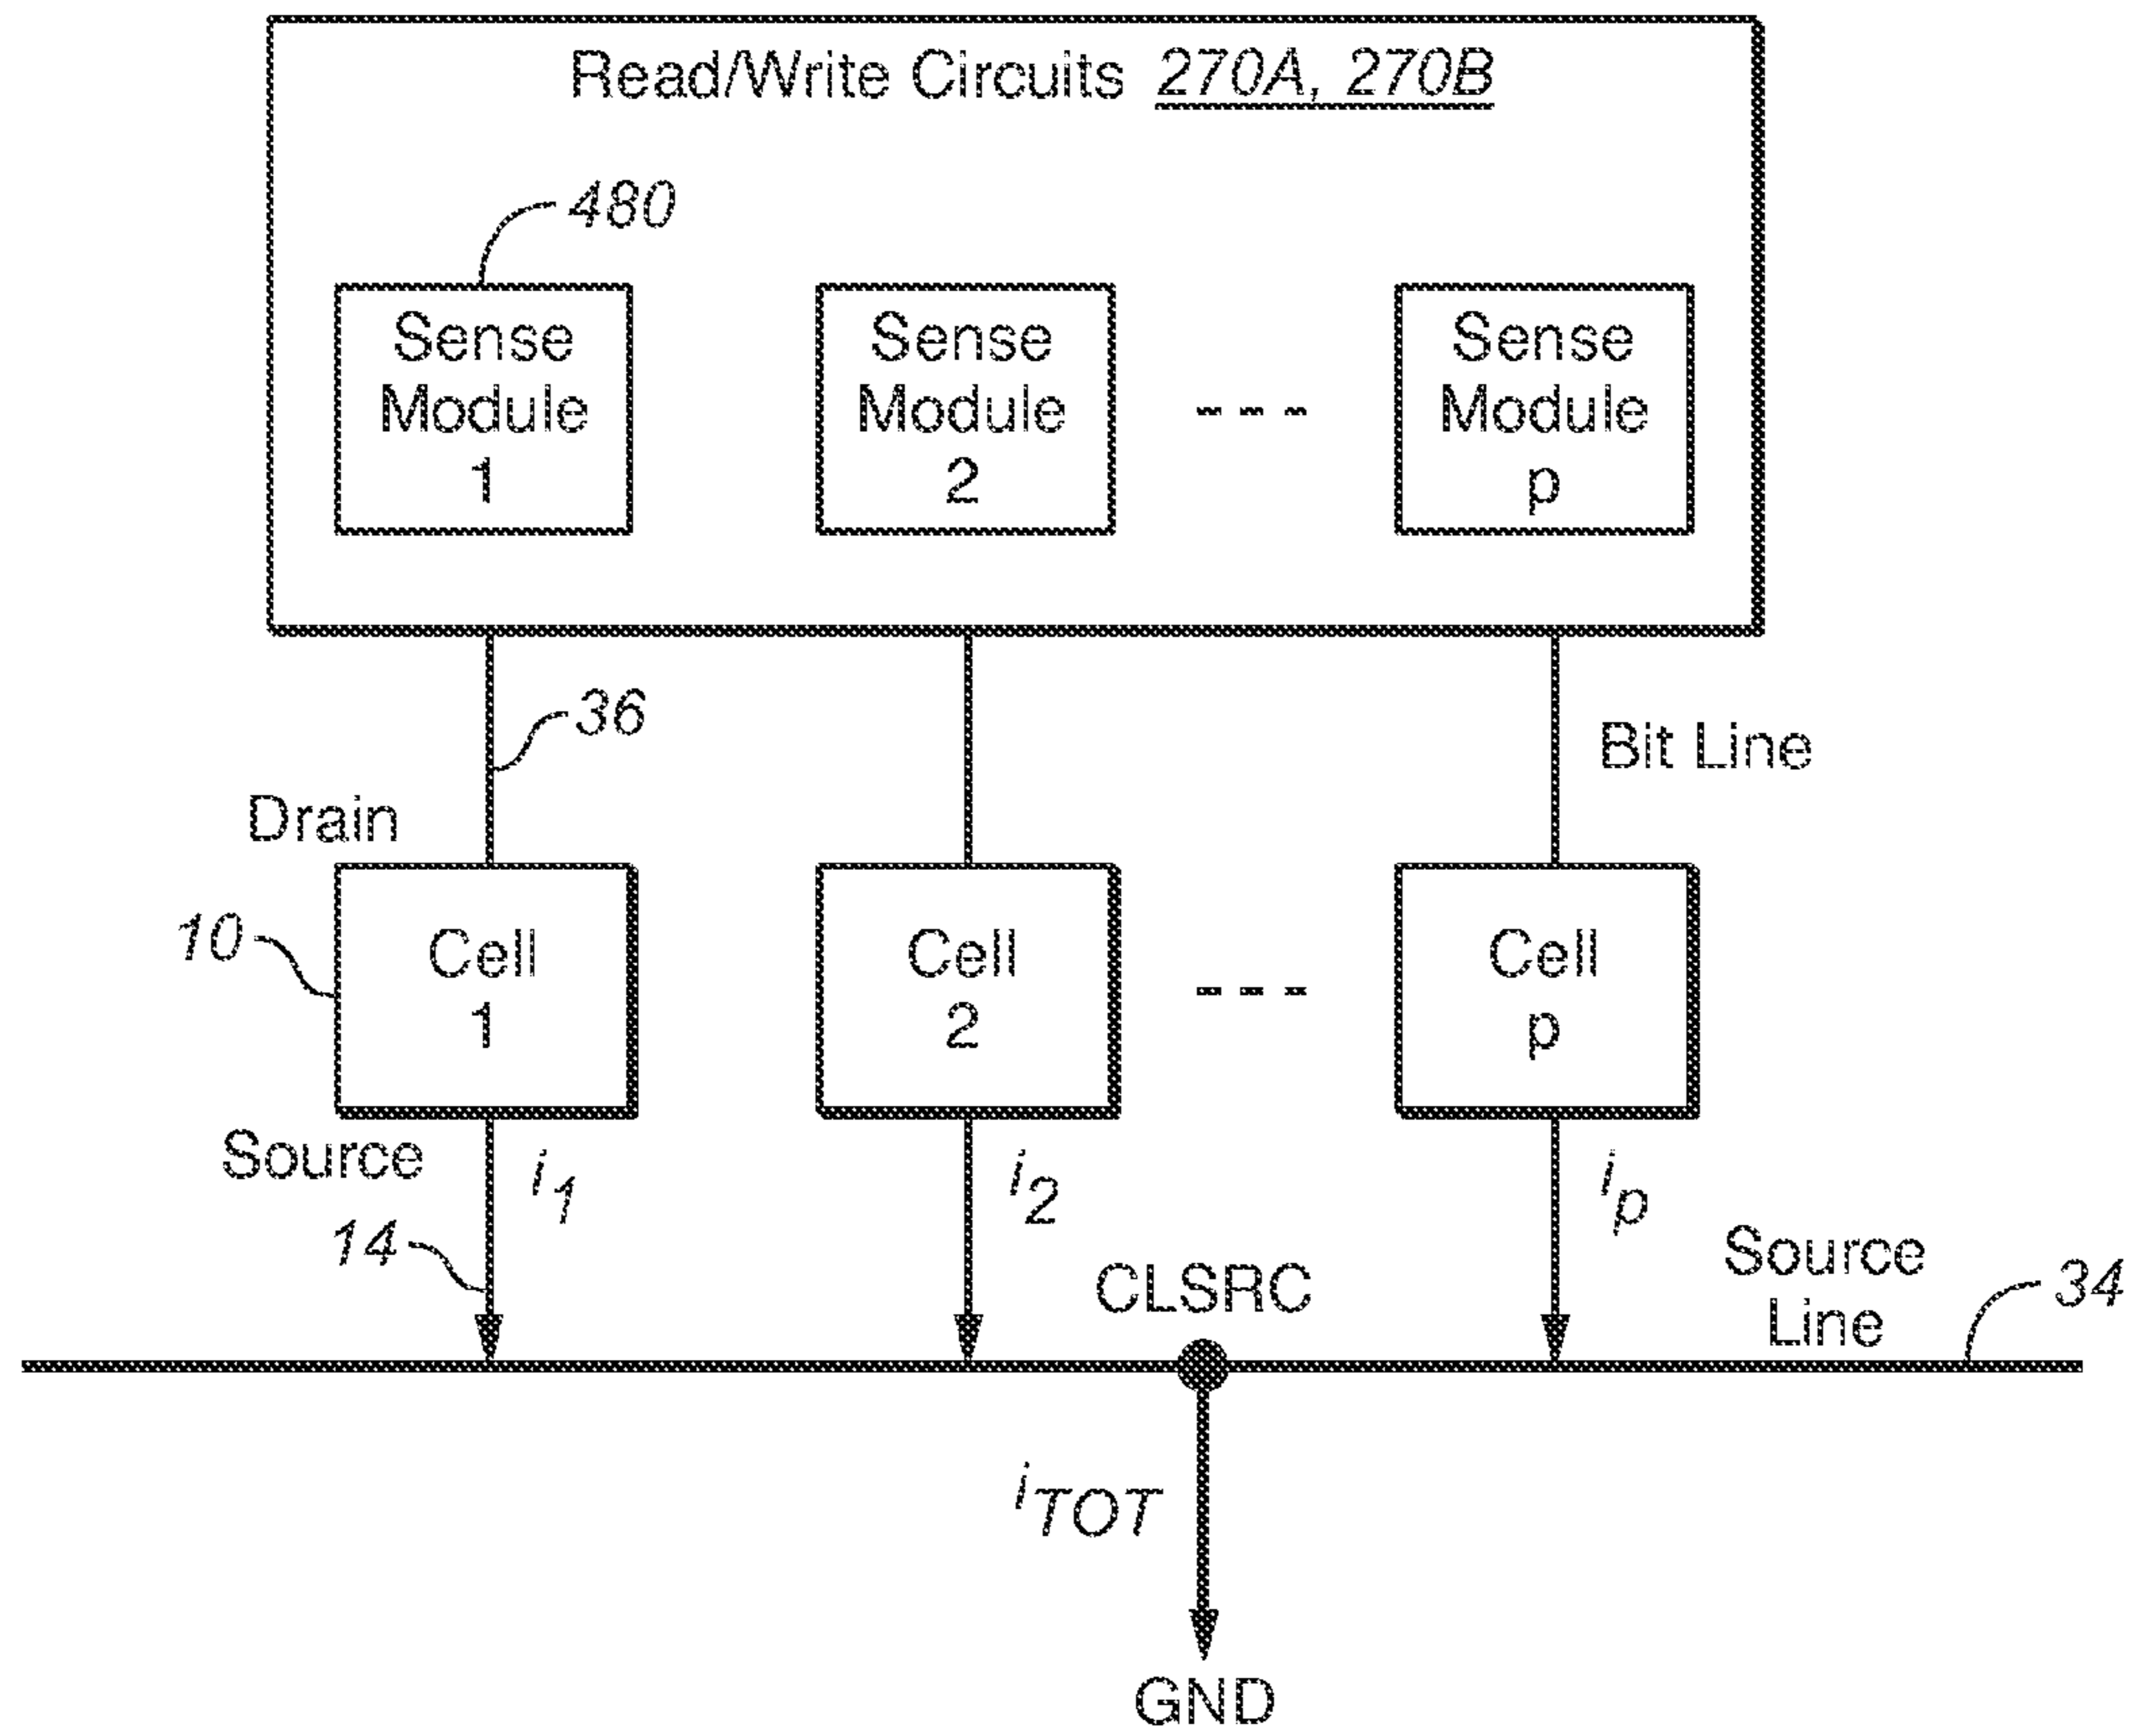 Read/Write Circuits 270A, 270B
480
Sense Module 1
Sense Module 2
- - -
Sense Module p
36
Bit Line
Drain
10
Cell 1
Cell 2
- - -
Cell p
Source
i1
i2
ip
14
CLSRC
Source Line
34
iTOT
GND